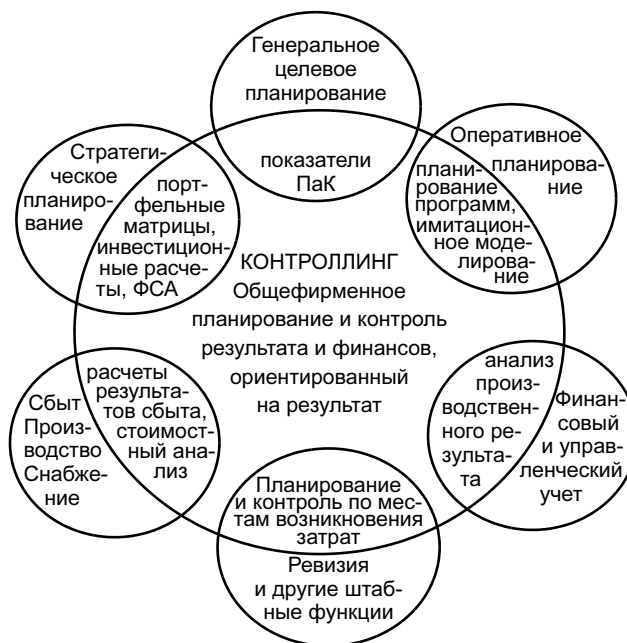 Генеральное
целевое
планирование
показатели
ПаК
Стратеги-
ческое
планиро-
вание
порт-
фельные
матрицы,
инвестицион-
ные расче-
ты, ФСА
Оперативное
планирова-
ние
плани-
рование
программ,
имитацион-
ное моде-
лирование
КОНТРОЛЛИНГ
Общефирменное
планирование и контроль
результата и финансов,
ориентированный
на результат
Сбыт
Произ-
водство
Снабже-
ние
расчеты
результа-
тов сбыта,
стоимост-
ный ана-
лиз
анализ
произ-
водствен-
ного ре-
зульта-
та
Финан-
совый
и управ-
ленческий
учет
Планирование
и контроль по мес-
там возникновения
затрат
Ревизия
и другие штаб-
ные функции